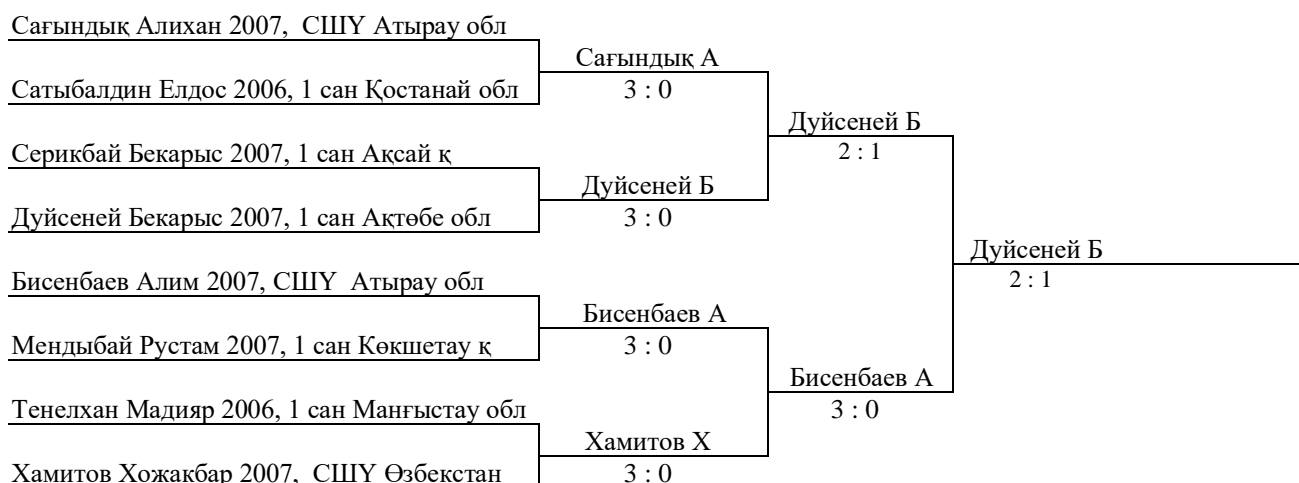 Сағындық Алихан 2007,  СШҮ Атырау обл
Сағындық А
Сатыбалдин Елдос 2006, 1 сан Қостанай обл
3 : 0
Дуйсеней Б
Серикбай Бекарыс 2007, 1 сан Ақсай қ
2 : 1
Дуйсеней Б
Дуйсеней Бекарыс 2007, 1 сан Ақтөбе обл
3 : 0
Дуйсеней Б
Бисенбаев Алим 2007, СШҮ  Атырау обл
2 : 1
Бисенбаев А
Мендыбай Рустам 2007, 1 сан Көкшетау қ
3 : 0
Бисенбаев А
Тенелхан Мадияр 2006, 1 сан Манғыстау обл
3 : 0
Хамитов Х
Хамитов Хожакбар 2007,  СШҮ Өзбекстан
3 : 0